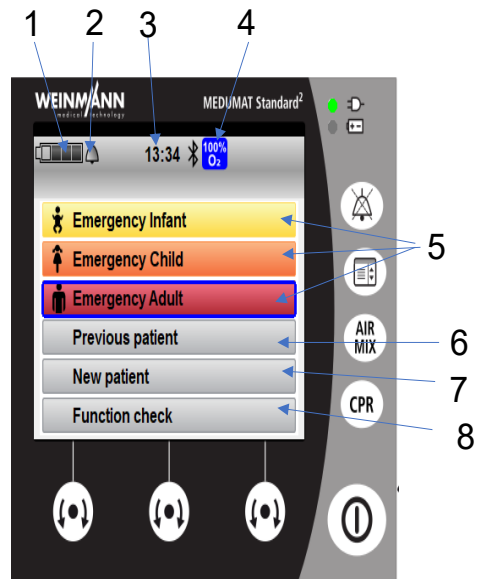 1 2 3 4
WEINMANN
medical technology
MEDUMAT Standard²
13:34 100% O₂
Emergency Infant
Emergency Child
5
Emergency Adult
Previous patient
6
New patient
7
Function check
8
AIR
MIX
CPR